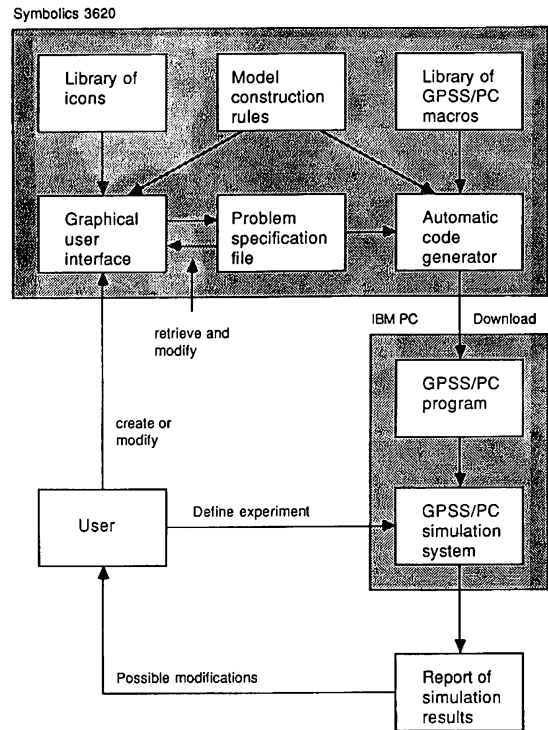 Symbolics 3620
Library of
icons
Model
construction
rules
Library of
GPSS/PC
macros
Graphical
user
interface
Problem
specification
file
Automatic
code
generator
retrieve and
modify
IBM PC
Download
GPSS/PC
program
create or
modify
User
Define experiment
GPSS/PC
simulation
system
Possible modifications
Report of
simulation
results